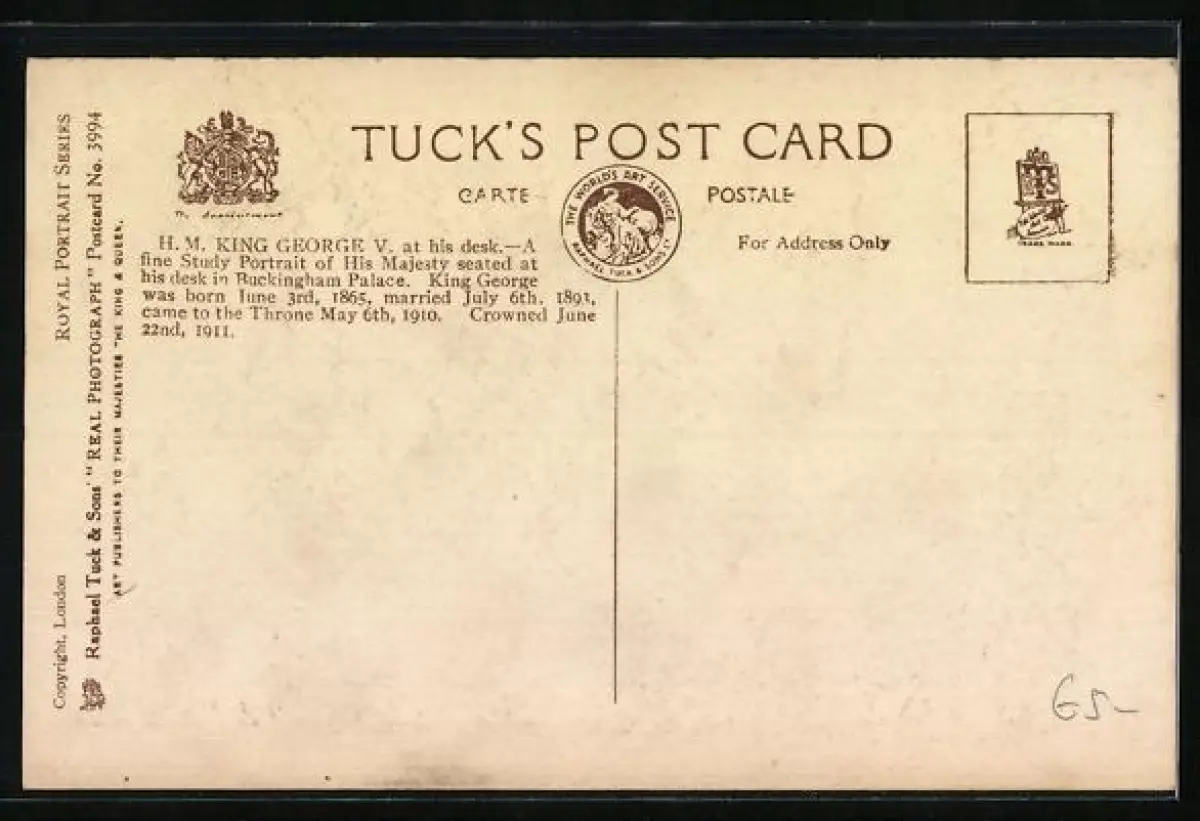 TUCK'S POST CARD
CARTE POSTALE
THE WORLD'S ART SERVICE
RAPHAEL TUCK & SONS LTD
For Address Only
TRADE MARK
By Appointment
H. M. KING GEORGE V. at his desk.—A
fine Study Portrait of His Majesty seated at
his desk in Buckingham Palace. King George
was born June 3rd, 1865, married July 6th, 1893,
came to the Throne May 6th, 1910. Crowned June
22nd, 1911.
Copyright, London
ROYAL PORTRAIT SERIES
Raphael Tuck & Sons' "REAL PHOTOGRAPH" Postcard No. 3994
ART PUBLISHERS TO THEIR MAJESTIES THE KING & QUEEN.
65-